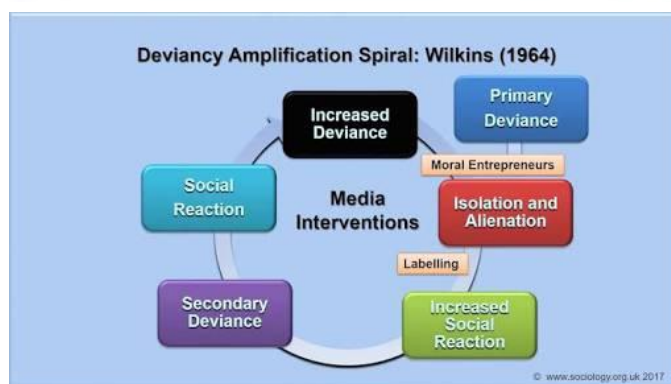 Deviancy Amplification Spiral: Wilkins (1964)
Primary
Deviance
Increased
Deviance
Moral Entrepreneurs
Social
Reaction
Media
Interventions
Isolation and
Alienation
Labelling
Secondary
Deviance
Increased
Social
Reaction
© www.sociology.org.uk 2017